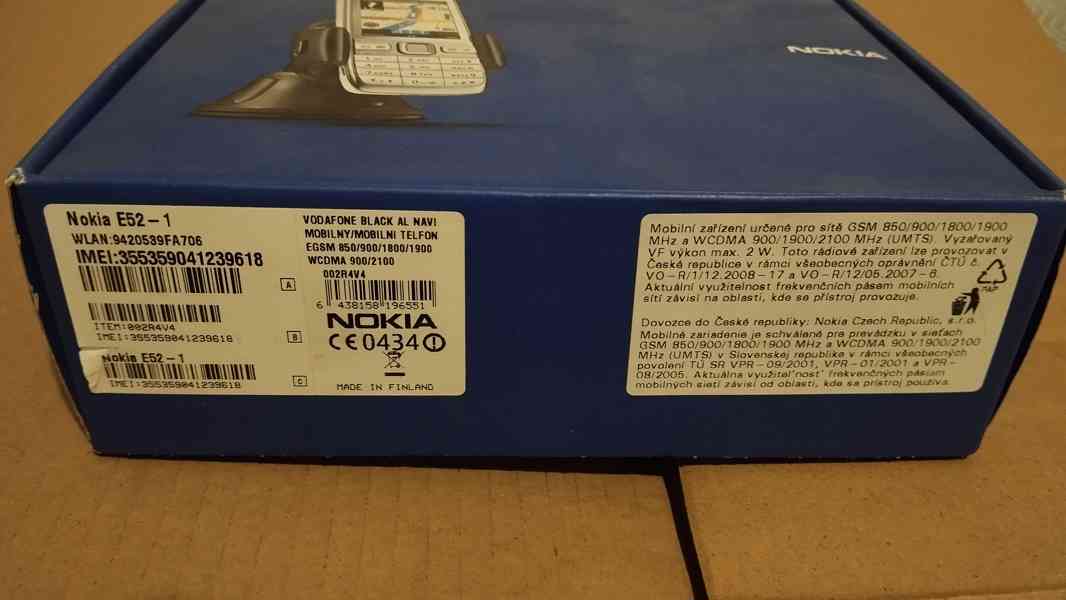 NOKIA
Nokia E52-1
WLAN:9420539FA706
IMEI:355359041239618
A
ITEM:002R4V4
IMEI:355359041239618
B
Nokia E52-1
IMEI:355359041239618
C
VODAFONE BLACK AL NAVI
MOBILNY/MOBILNI TELFON
EGSM 850/900/1800/1900
WCDMA 900/2100
002R4V4
6 438158 196551
NOKIA
CE0434
MADE IN FINLAND
Mobilní zařízení určené pro sítě GSM 850/900/1800/1900
MHz a WCDMA 900/1900/2100 MHz (UMTS). Vyzařovaný
VF výkon max. 2 W. Toto rádiové zařízení lze provozovat v
České republice v rámci všeobecných oprávnění ČTÚ č.
VO-R/1/12.2008-17 a VO-R/12/05.2007-6.
Aktuální využitelnost frekvenčních pásem mobilních
sítí závisí na oblasti, kde se přístroj provozuje.
PAP
Dovozce do České republiky: Nokia Czech Republic, s.r.o.
Mobilné zariadenie je schválené pre prevádzku v sieťach
GSM 850/900/1800/1900 MHz a WCDMA 900/1900/2100
MHz (UMTS) v Slovenskej republike v rámci všeobecných
povolení TÚ SR VPR-09/2001, VPR-01/2001 a VPR-
08/2005. Aktuálna využiteľnosť frekvenčných pásiem
mobilných sietí závisí od oblasti, kde sa prístroj používa.